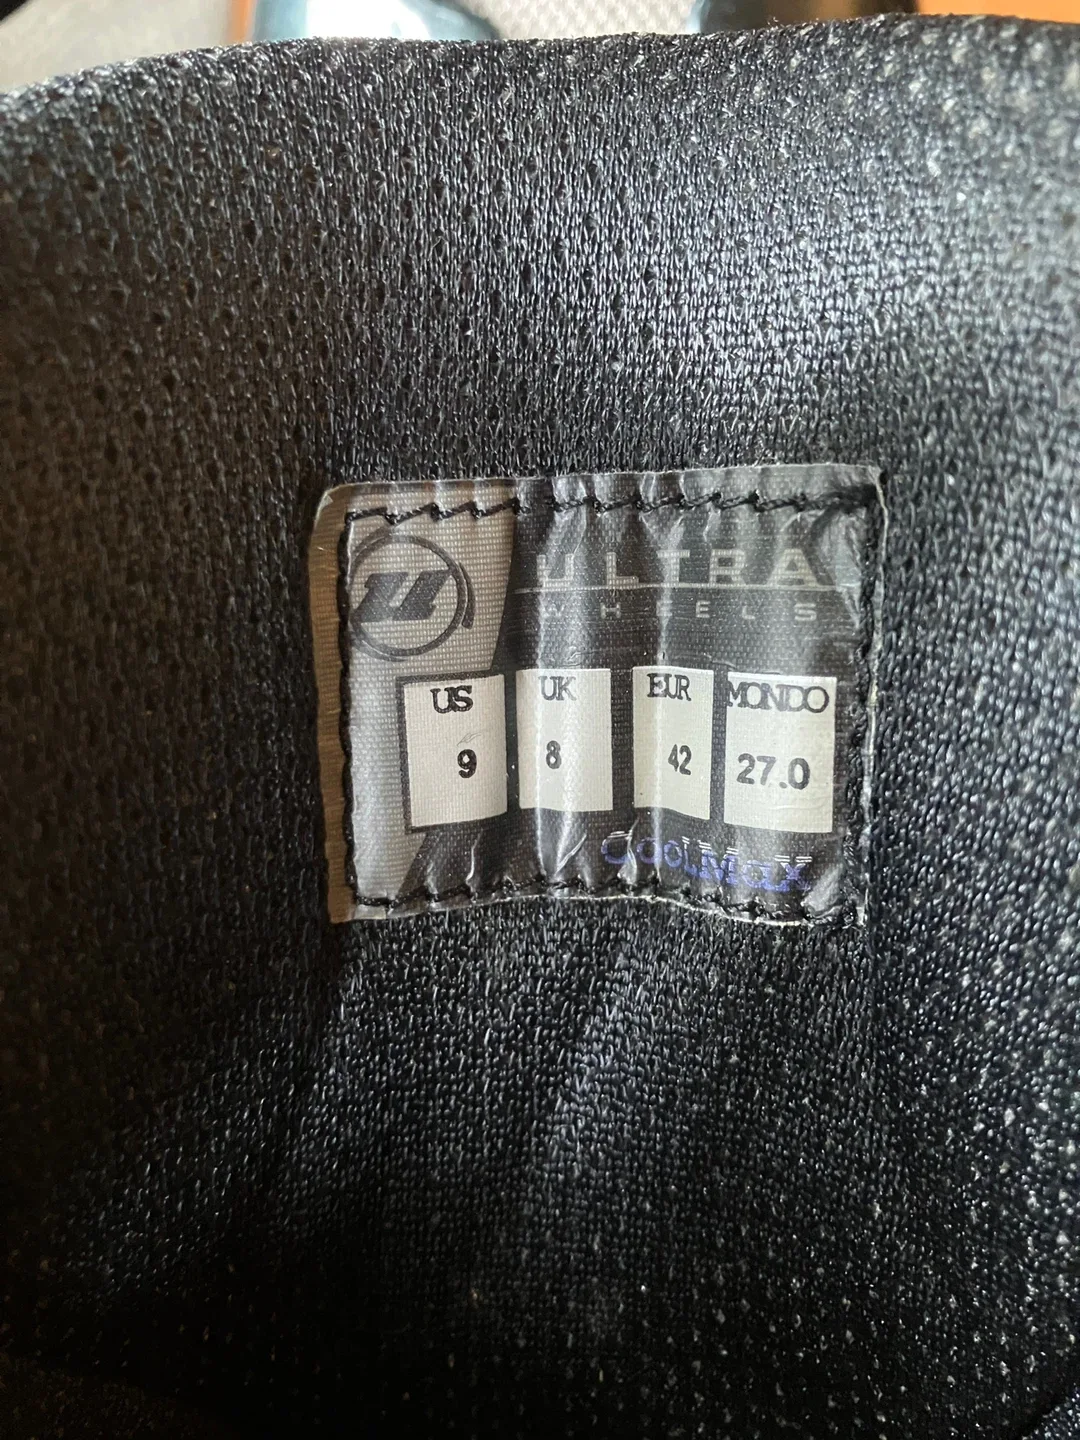 U ULTRA
WHEELS
US UK EUR MONDO
9 8 42 27.0
CoolMax